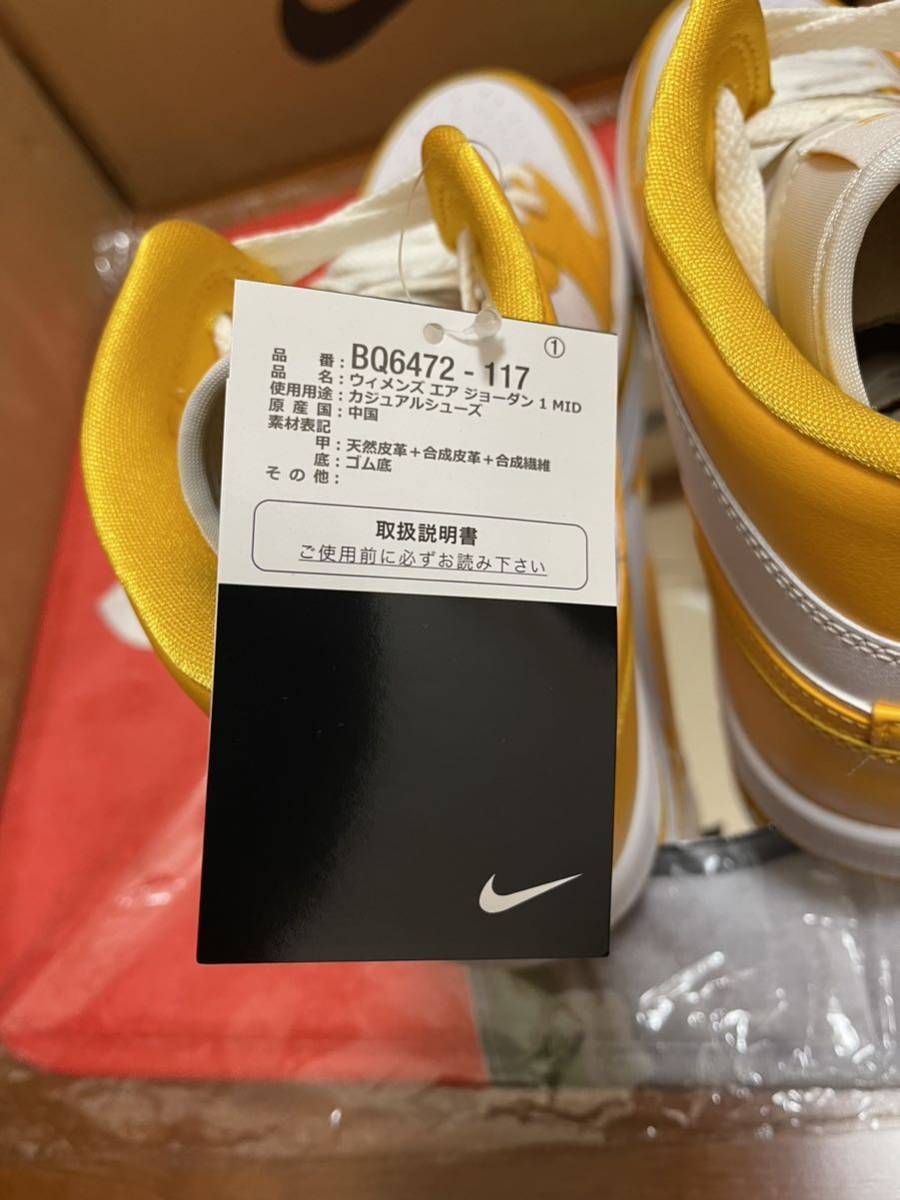 ①
品番：BQ6472 - 117
品名：ウィメンズ エア ジョーダン 1 MID
使用用途：カジュアルシューズ
原産国：中国
素材表記
甲：天然皮革＋合成皮革＋合成繊維
底：ゴム底
その他：
取扱説明書
ご使用前に必ずお読み下さい